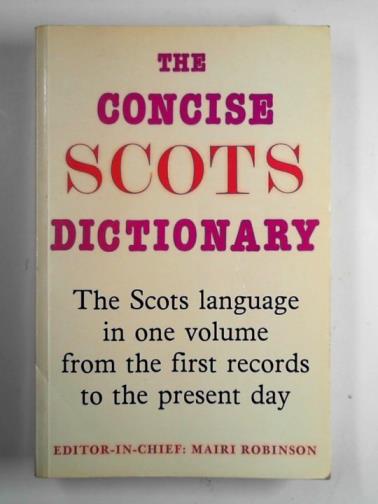 THE
CONCISE
SCOTS
DICTIONARY
The Scots language
in one volume
from the first records
to the present day
EDITOR-IN-CHIEF: MAIRI ROBINSON